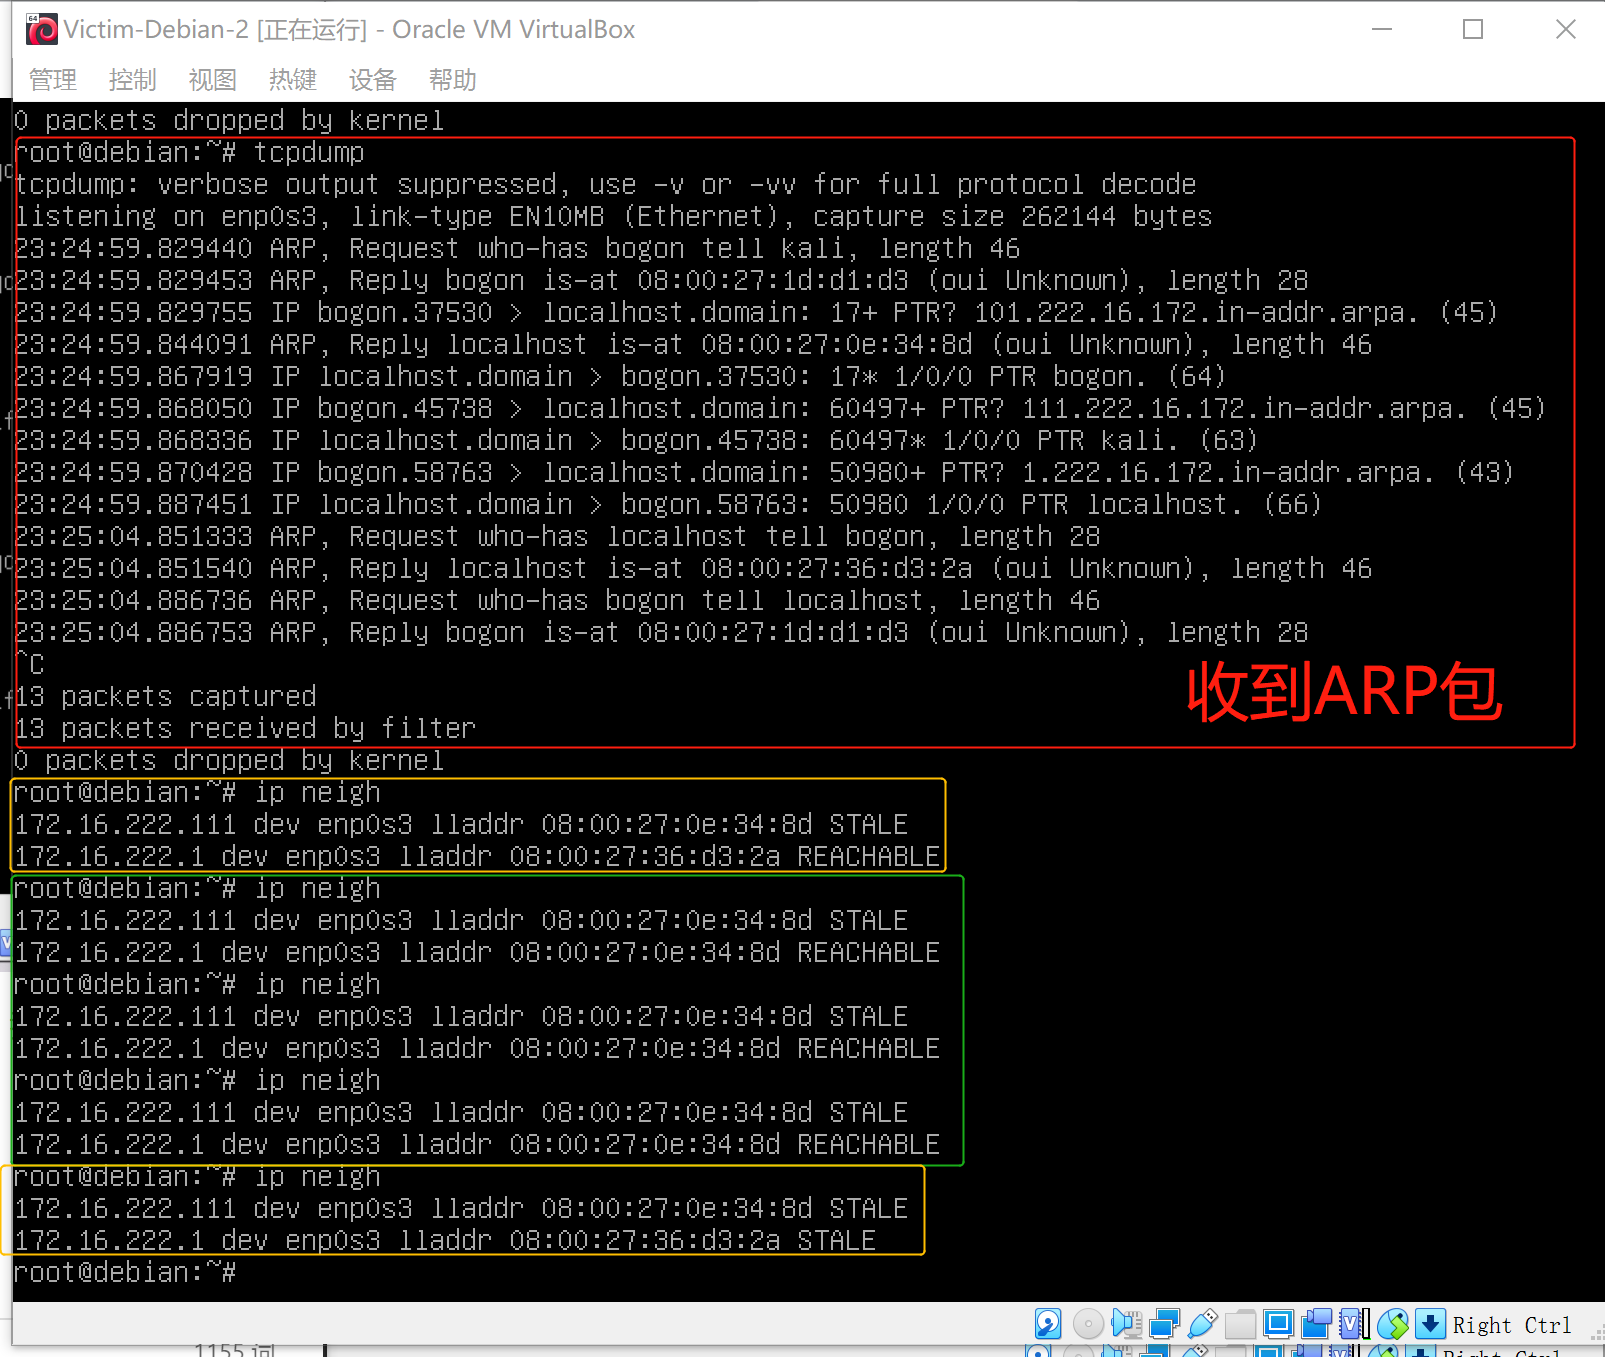 Victim-Debian-2 [正在运行] - Oracle VM VirtualBox
管理 控制 视图 热键 设备 帮助
0 packets dropped by kernel
root@debian:~# tcpdump
tcpdump: verbose output suppressed, use -v or -vv for full protocol decode
listening on enp0s3, link-type EN10MB (Ethernet), capture size 262144 bytes
23:24:59.829440 ARP, Request who-has bogon tell kali, length 46
23:24:59.829453 ARP, Reply bogon is-at 08:00:27:1d:d1:d3 (oui Unknown), length 28
23:24:59.829755 IP bogon.37530 > localhost.domain: 17+ PTR? 101.222.16.172.in-addr.arpa. (45)
23:24:59.844091 ARP, Reply localhost is-at 08:00:27:0e:34:8d (oui Unknown), length 46
23:24:59.867919 IP localhost.domain > bogon.37530: 17* 1/0/0 PTR bogon. (64)
23:24:59.868050 IP bogon.45738 > localhost.domain: 60497+ PTR? 111.222.16.172.in-addr.arpa. (45)
23:24:59.868336 IP localhost.domain > bogon.45738: 60497* 1/0/0 PTR kali. (63)
23:24:59.870428 IP bogon.58763 > localhost.domain: 50980+ PTR? 1.222.16.172.in-addr.arpa. (43)
23:24:59.887451 IP localhost.domain > bogon.58763: 50980 1/0/0 PTR localhost. (66)
23:25:04.851333 ARP, Request who-has localhost tell bogon, length 28
23:25:04.851540 ARP, Reply localhost is-at 08:00:27:36:d3:2a (oui Unknown), length 46
23:25:04.886736 ARP, Request who-has bogon tell localhost, length 46
23:25:04.886753 ARP, Reply bogon is-at 08:00:27:1d:d1:d3 (oui Unknown), length 28
^C
收到ARP包
13 packets captured
13 packets received by filter
0 packets dropped by kernel
root@debian:~# ip neigh
172.16.222.111 dev enp0s3 lladdr 08:00:27:0e:34:8d STALE
172.16.222.1 dev enp0s3 lladdr 08:00:27:36:d3:2a REACHABLE
root@debian:~# ip neigh
172.16.222.111 dev enp0s3 lladdr 08:00:27:0e:34:8d STALE
172.16.222.1 dev enp0s3 lladdr 08:00:27:0e:34:8d REACHABLE
root@debian:~# ip neigh
172.16.222.111 dev enp0s3 lladdr 08:00:27:0e:34:8d STALE
172.16.222.1 dev enp0s3 lladdr 08:00:27:0e:34:8d REACHABLE
root@debian:~# ip neigh
172.16.222.111 dev enp0s3 lladdr 08:00:27:0e:34:8d STALE
172.16.222.1 dev enp0s3 lladdr 08:00:27:0e:34:8d REACHABLE
root@debian:~# ip neigh
172.16.222.111 dev enp0s3 lladdr 08:00:27:0e:34:8d STALE
172.16.222.1 dev enp0s3 lladdr 08:00:27:36:d3:2a STALE
root@debian:~#
Right Ctrl